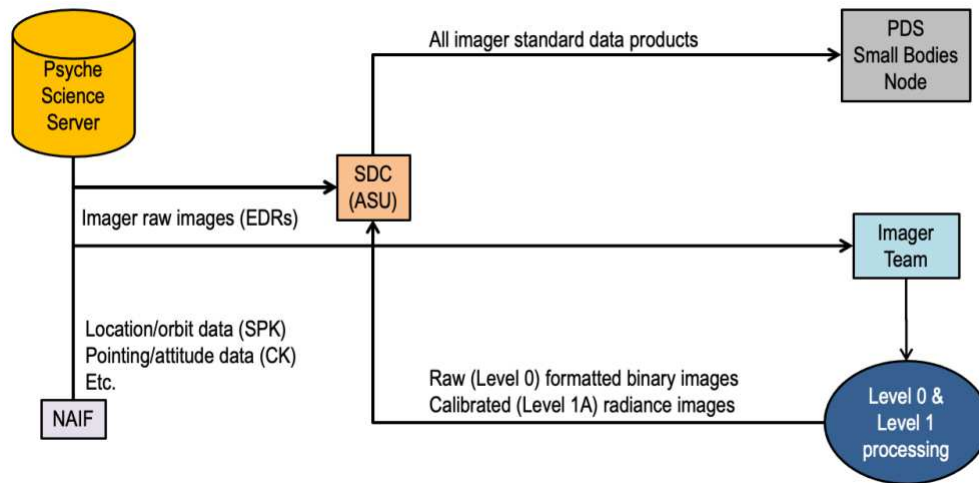 Psyche
Science
Server
All imager standard data products
PDS
Small Bodies
Node
SDC
(ASU)
Imager raw images (EDRs)
Imager
Team
Location/orbit data (SPK)
Pointing/attitude data (CK)
Etc.
NAIF
Raw (Level 0) formatted binary images
Calibrated (Level 1A) radiance images
Level 0 &
Level 1
processing